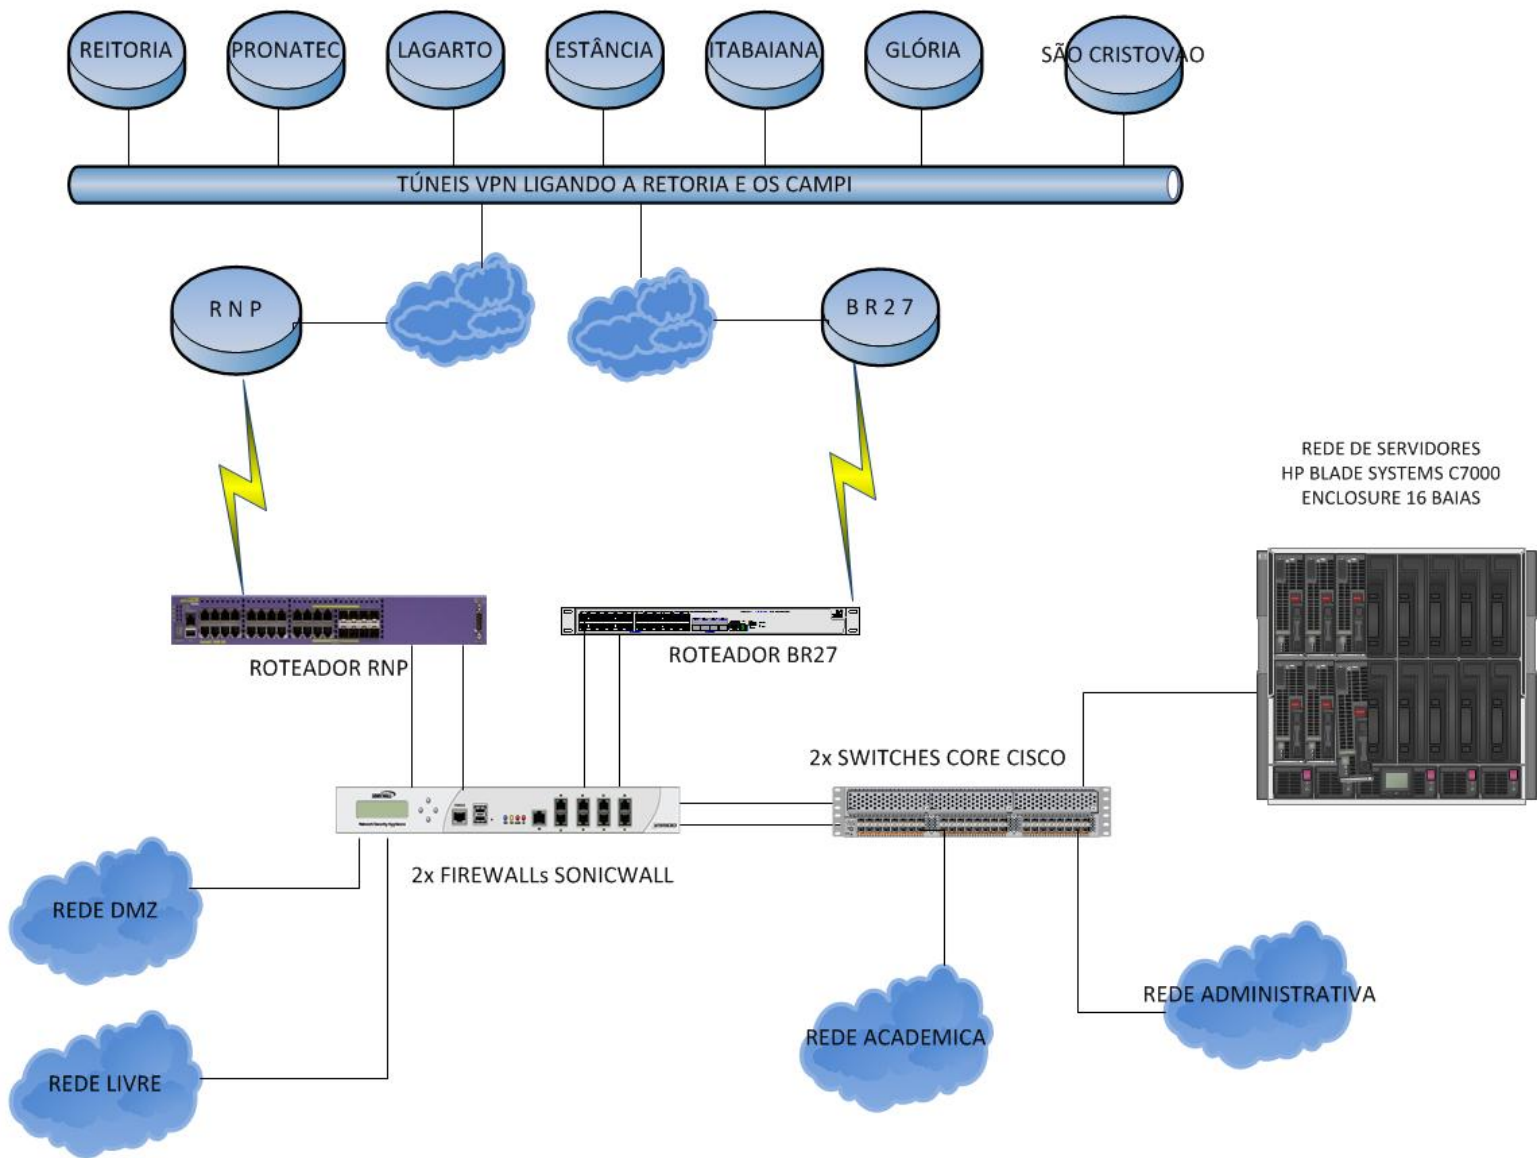 REITORIA
PRONATEC
LAGARTO
ESTÂNCIA
ITABAIANA
GLÓRIA
SÃO CRISTOVAO
TÚNEIS VPN LIGANDO A RETORIA E OS CAMPI
R N P
B R 2 7
REDE DE SERVIDORES
HP BLADE SYSTEMS C7000
ENCLOSURE 16 BAIAS
ROTEADOR RNP
ROTEADOR BR27
2x SWITCHES CORE CISCO
2x FIREWALLs SONICWALL
REDE DMZ
REDE ADMINISTRATIVA
REDE ACADEMICA
REDE LIVRE